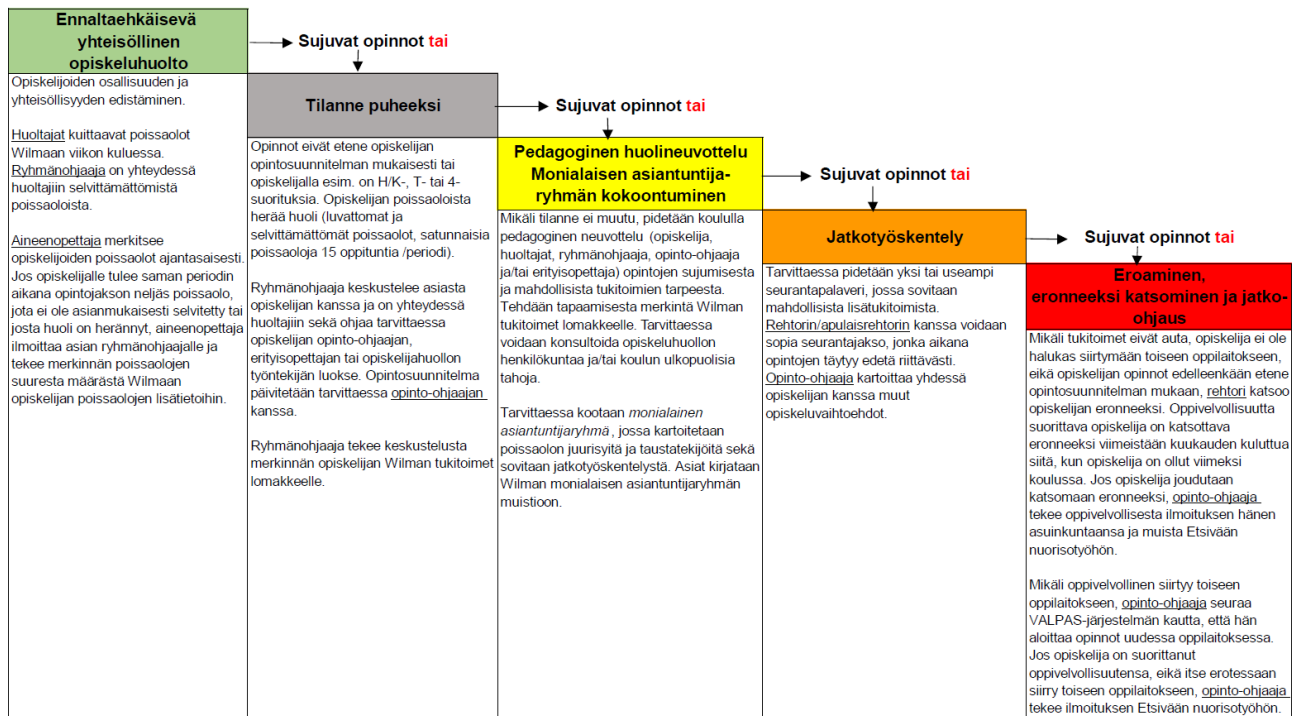 Ennaltaehkäisevä
yhteisöllinen
opiskeluhuolto
Sujuvat opinnot tai
Opiskelijoiden osallisuuden ja
yhteisöllisyyden edistäminen.
Huoltajat kuittaavat poissaolot
Wilmaan viikon kuluessa.
Ryhmänohjaaja on yhteydessä
huoltajiin selvittämättömistä
poissaoloista.
Aineenopettaja merkitsee
opiskelijoiden poissaolot ajantasaisesti.
Jos opiskelijalle tulee saman periodin
aikana opintojakson neljäs poissaolo,
jota ei ole asianmukaisesti selvitetty tai
josta huoli on herännyt, aineenopettaja
ilmoittaa asian ryhmänohjaajalle ja
tekee merkinnän poissaolojen
suuresta määrästä Wilmaan
opiskelijan poissaolojen lisätietoihin.
Tilanne puheeksi
Sujuvat opinnot tai
Opinnot eivät etene opiskelijan
opintosuunnitelman mukaisesti tai
opiskelijalla esim. on H/K-, T- tai 4-
suorituksia. Opiskelijan poissaoloista
herää huoli (luvattomat ja
selvittämättömät poissaolot, satunnaisia
poissaoloja 15 oppituntia /periodi).
Ryhmänohjaaja keskustelee asiasta
opiskelijan kanssa ja on yhteydessä
huoltajiin sekä ohjaa tarvittaessa
opiskelijan opinto-ohjaajan,
erityisopettajan tai opiskelijahuollon
työntekijän luokse. Opintosuunnitelma
päivitetään tarvittaessa opinto-ohjaajan
kanssa.
Ryhmänohjaaja tekee keskustelusta
merkinnän opiskelijan Wilman tukitoimet
lomakkeelle.
Pedagoginen huolineuvottelu
Monialaisen asiantuntija-
ryhmän kokoontuminen
Sujuvat opinnot tai
Mikäli tilanne ei muutu, pidetään koululla
pedagoginen neuvottelu (opiskelija,
huoltajat, ryhmänohjaaja, opinto-ohjaaja
ja/tai erityisopettaja) opintojen sujumisesta
ja mahdollisista tukitoimien tarpeesta.
Tehdään tapaamisesta merkintä Wilman
tukitoimet lomakkeelle. Tarvittaessa
voidaan konsultoida opiskeluhuollon
henkilökuntaa ja/tai koulun ulkopuolisia
tahoja.
Tarvittaessa kootaan monialainen
asiantuntijaryhmä, jossa kartoitetaan
poissaolon juurisyitä ja taustatekijöitä sekä
sovitaan jatkotyöskentelystä. Asiat kirjataan
Wilman monialaisen asiantuntijaryhmän
muistioon.
Jatkotyöskentely
Sujuvat opinnot tai
Tarvittaessa pidetään yksi tai useampi
seurantapalaveri, jossa sovitaan
mahdollisista lisätukitoimista.
Rehtorin/apulaisrehtorin kanssa voidaan
sopia seurantajakso, jonka aikana
opintojen täytyy edetä riittävästi.
Opinto-ohjaaja kartoittaa yhdessä
opiskelijan kanssa muut
opiskeluvaihtoehdot.
Eroaminen,
eronneeksi katsominen ja jatko-
ohjaus
Mikäli tukitoimet eivät auta, opiskelija ei ole
halukas siirtymään toiseen oppilaitokseen,
eikä opiskelijan opinnot edelleenkään etene
opintosuunnitelman mukaan, rehtori katsoo
opiskelijan eronneeksi. Oppivelvollisuutta
suorittava opiskelija on katsottava
eronneeksi viimeistään kuukauden kuluttua
siitä, kun opiskelija on ollut viimeksi
koulussa. Jos opiskelija joudutaan
katsomaan eronneeksi, opinto-ohjaaja
tekee oppivelvollisesta ilmoituksen hänen
asuinkuntaansa ja muista Etsivään
nuorisotyöhön.
Mikäli oppivelvollinen siirtyy toiseen
oppilaitokseen, opinto-ohjaaja seuraa
VALPAS-järjestelmän kautta, että hän
aloittaa opinnot uudessa oppilaitoksessa.
Jos opiskelija on suorittanut
oppivelvollisuutensa, eikä itse erotessaan
siirry toiseen oppilaitokseen, opinto-ohjaaja
tekee ilmoituksen Etsivään nuorisotyöhön.